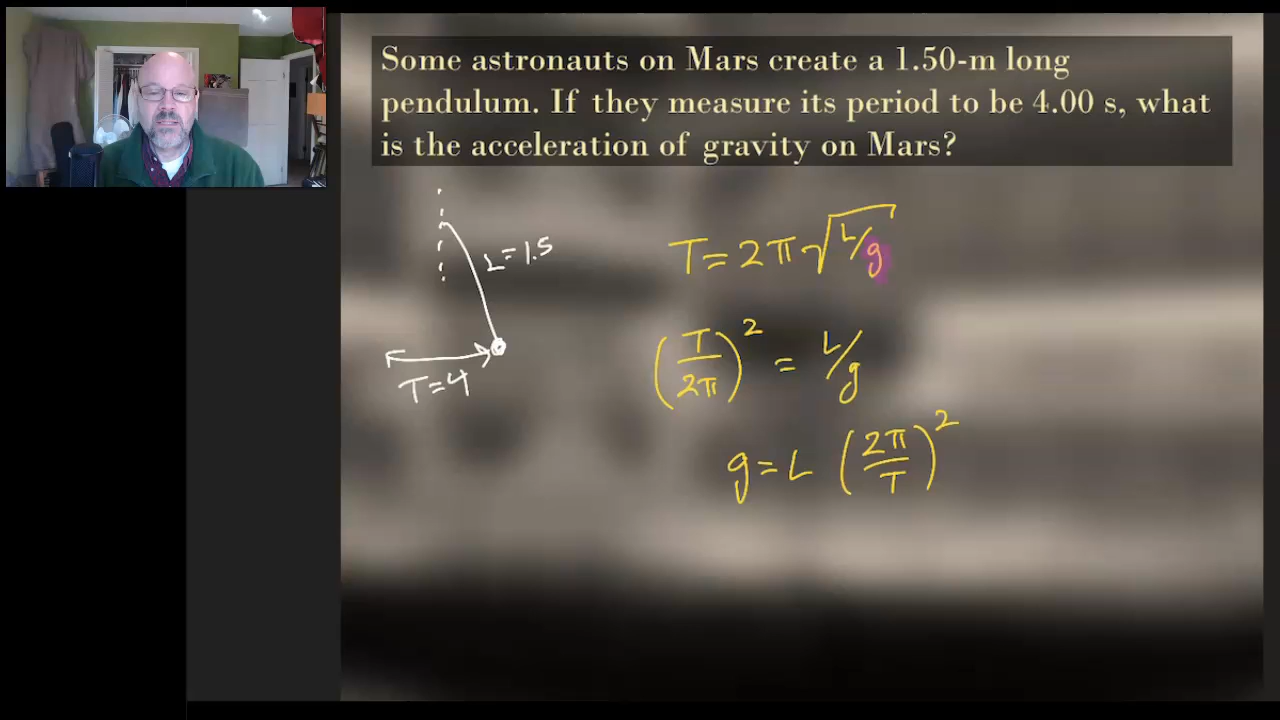 Some astronauts on Mars create a 1.50-m long
pendulum. If they measure its period to be 4.00 s, what
is the acceleration of gravity on Mars?
L=1.5
T=4
T=2π√L/g
(T/2π)² = L/g
g=L (2π/T)²